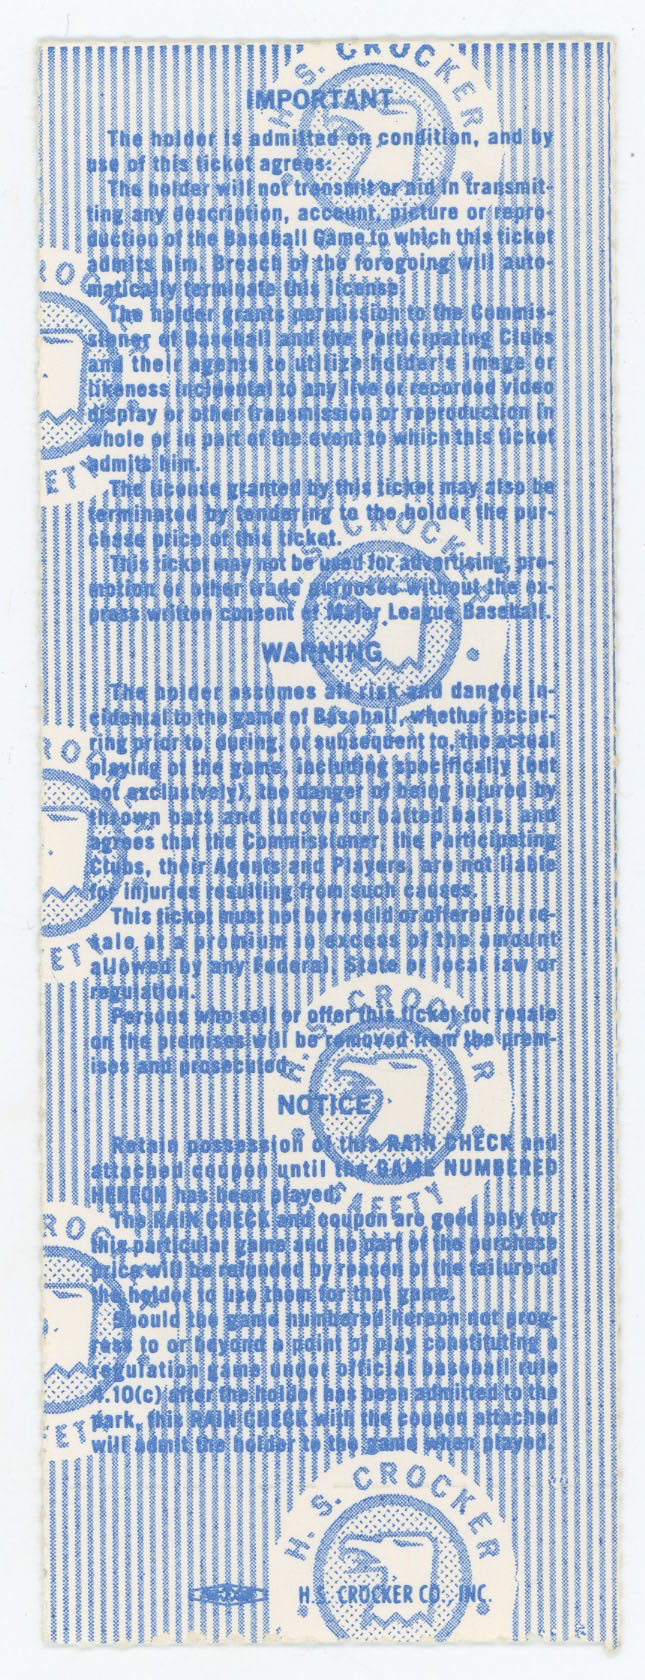 IMPORTANT
The holder is admitted on condition, and by
use of this ticket agrees:
The holder will not transmit or aid in transmit-
ting any description, account, picture or repro-
duction of the Baseball Game to which this ticket
admits him. Breach of the foregoing will auto-
matically terminate this license.
The holder grants permission to the Commis-
sioner of Baseball and the Participating Clubs
and their agents to utilize holder's image or
likeness incidental to any live or recorded video
display or other transmission or reproduction in
whole or in part of the event to which this ticket
admits him.
The license granted by this ticket may also be
terminated by tendering to the holder the pur-
chase price of this ticket.
This ticket may not be used for advertising, pro-
motion or other trade purposes without the ex-
press written consent of Major League Baseball.
WARNING
The holder assumes all risk and danger in-
cidental to the game of Baseball, whether occur-
ring prior to, during, or subsequent to, the actual
playing of the game, including specifically (but
not exclusively), the danger of being injured by
thrown bats and thrown or batted balls, and
agrees that the Commissioner, the Participating
Clubs, their Agents and Players, are not liable
for injuries resulting from such causes.
This ticket must not be resold or offered for re-
sale at a premium in excess of the amount
allowed by any Federal, State or local law or
regulation.
Persons who sell or offer this ticket for resale
on the premises will be removed from the prem-
ises and prosecuted.
NOTICE
Retain possession of this RAIN CHECK and
attached coupon until the GAME NUMBERED
HEREON has been played.
The RAIN CHECK and coupon are good only for
this particular game and no part of the purchase
price will be refunded by reason of the failure of
the holder to use them for that game.
Should the game numbered hereon not prog-
ress to or beyond a point of play constituting a
regulation game under official baseball rule
4.10(c) after the holder has been admitted to the
park, this RAIN CHECK with the coupon attached
will admit the holder to the game when played.
H. S. CROCKER
H.S. CROCKER CO., INC.